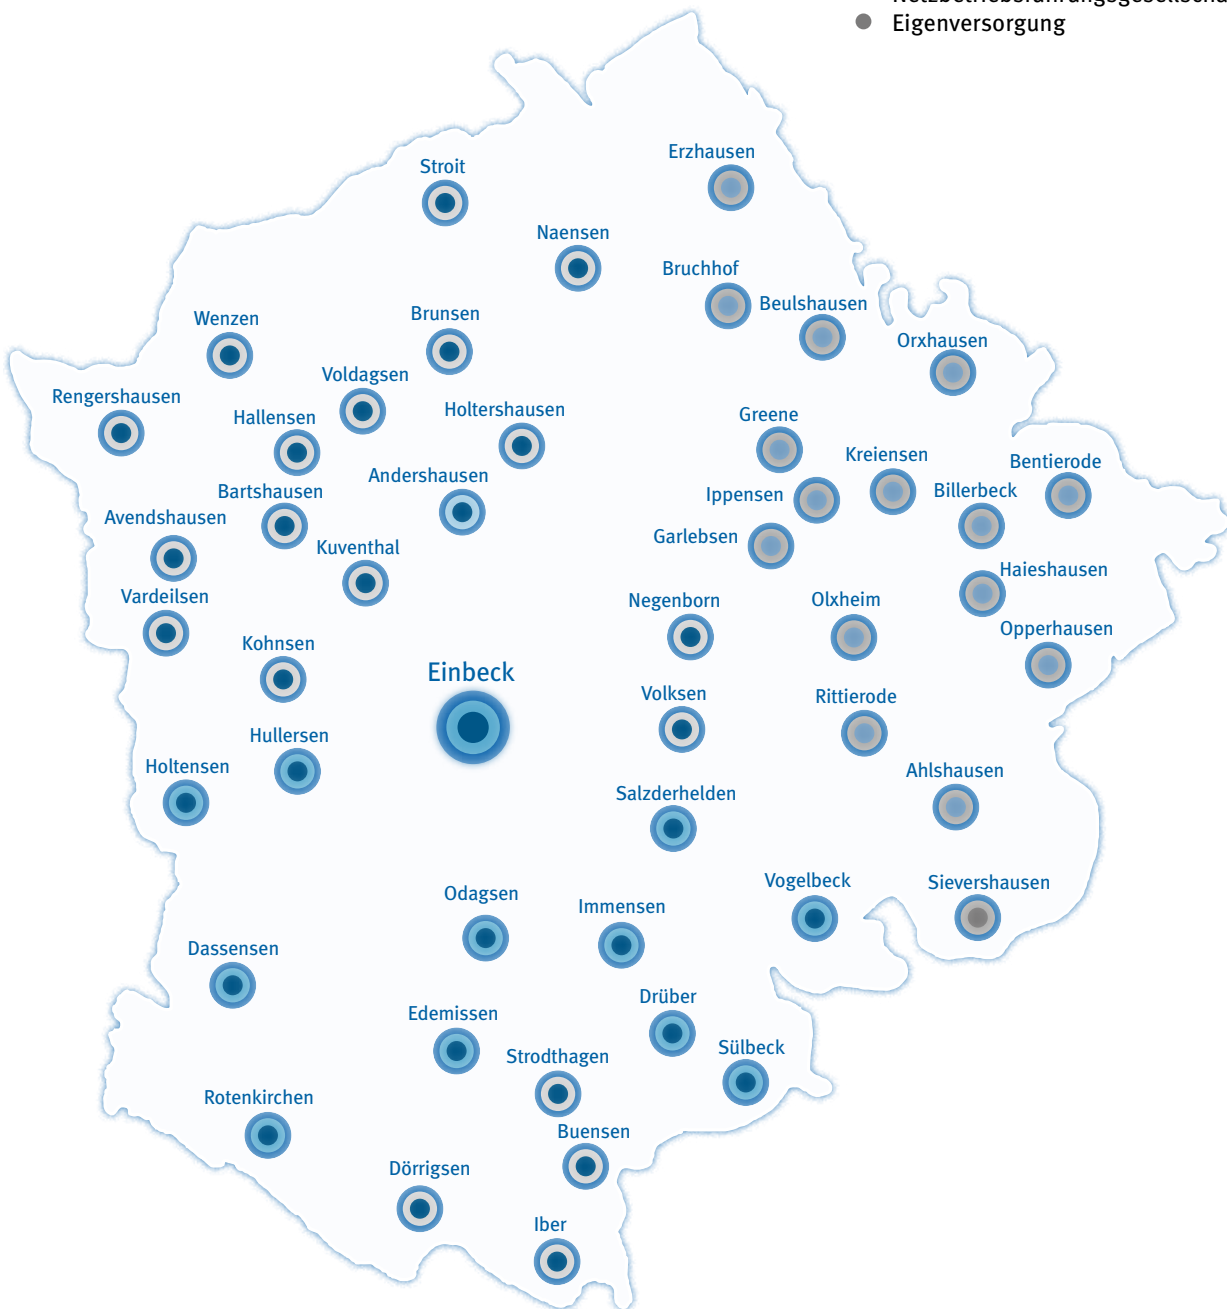 Eigenversorgung
Erzhausen
Stroit
Naensen
Bruchhof
Beulshausen
Wenzen
Brunsen
Orxhausen
Voldagsen
Rengershausen
Hallensen
Holtershausen
Greene
Kreiensen
Bentierode
Andershausen
Bartshausen
Ippensen
Billerbeck
Avendshausen
Garlebsen
Kuventhal
Haieshausen
Vardeilsen
Negenborn
Olxheim
Opperhausen
Kohnsen
Einbeck
Volksen
Rittierode
Hullersen
Holtensen
Ahlshausen
Salzderhelden
Vogelbeck
Sievershausen
Odagsen
Immensen
Dassensen
Drüber
Edemissen
Sülbeck
Strodthagen
Rotenkirchen
Buensen
Dörrigsen
Iber